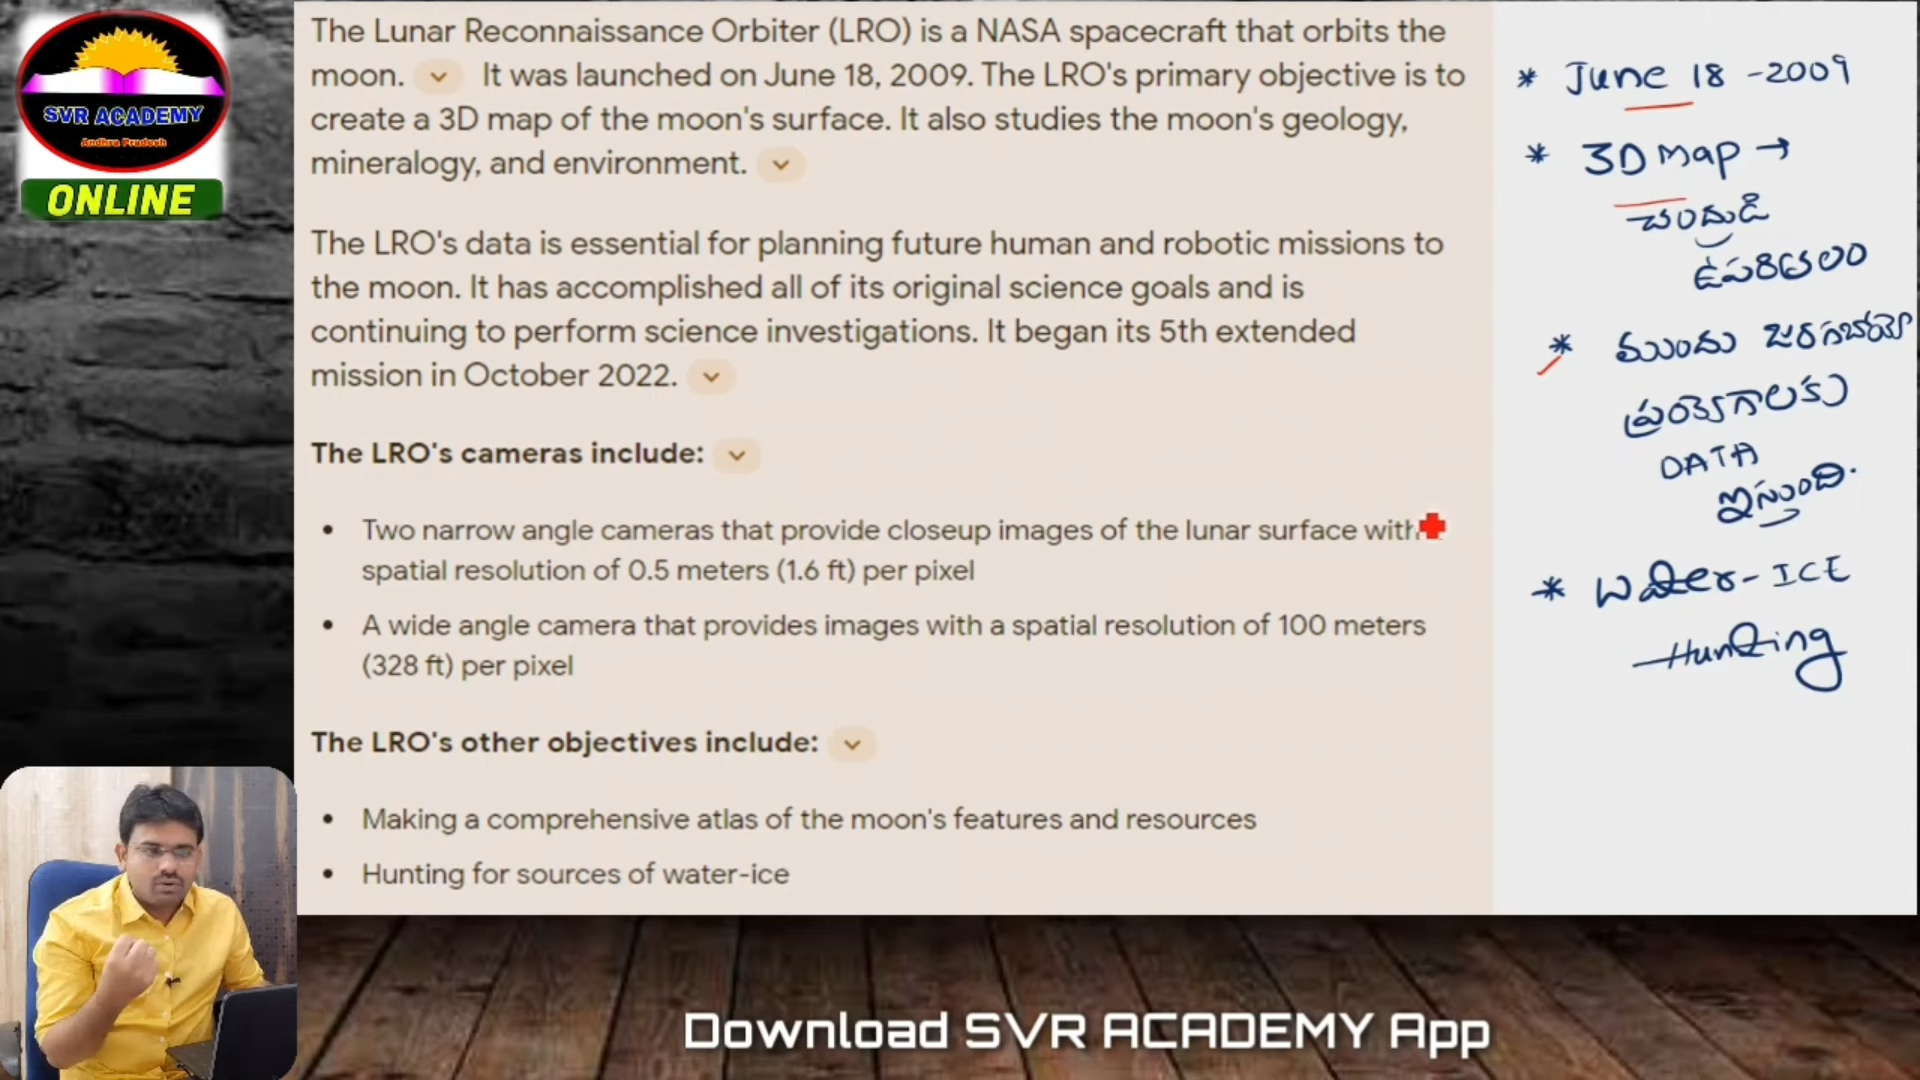 SVR ACADEMY
Andhra Pradesh
ONLINE
The Lunar Reconnaissance Orbiter (LRO) is a NASA spacecraft that orbits the
moon. It was launched on June 18, 2009. The LRO's primary objective is to
create a 3D map of the moon's surface. It also studies the moon's geology,
mineralogy, and environment.
The LRO's data is essential for planning future human and robotic missions to
the moon. It has accomplished all of its original science goals and is
continuing to perform science investigations. It began its 5th extended
mission in October 2022.
The LRO's cameras include:
• Two narrow angle cameras that provide closeup images of the lunar surface with
spatial resolution of 0.5 meters (1.6 ft) per pixel
• A wide angle camera that provides images with a spatial resolution of 100 meters
(328 ft) per pixel
The LRO's other objectives include:
• Making a comprehensive atlas of the moon's features and resources
• Hunting for sources of water-ice
* June 18 - 2009
* 3D map →
చంద్రుడి
ఉపరితలం
* ముందు జరగబోయే
ప్రయోగాలకు
DATA
ఇస్తుంది.
* Water - ICE
Hunting
Download SVR ACADEMY App